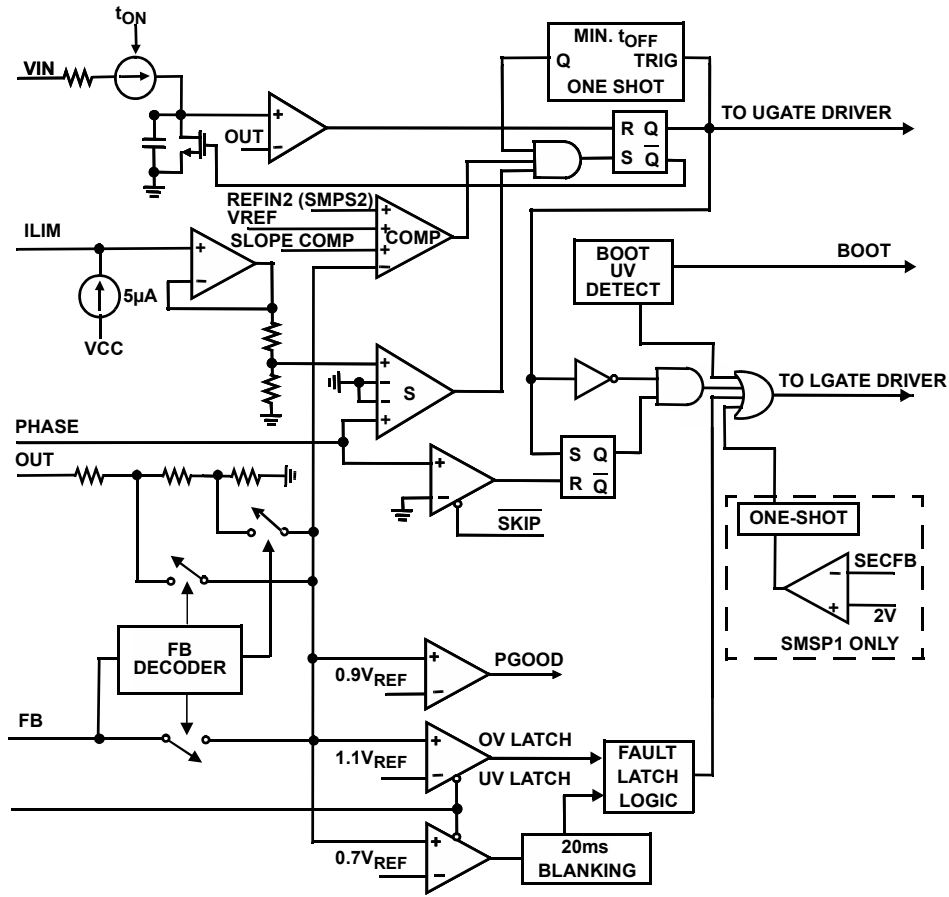 tON
VIN
MIN. tOFF
Q TRIG
ONE SHOT
OUT
+
−
R Q
S Q
TO UGATE DRIVER
REFIN2 (SMPS2)
VREF
SLOPE COMP
+
+
+
−
COMP
ILIM
+
−
5µA
VCC
BOOT
UV
DETECT
BOOT
+
−
−
+
S
TO LGATE DRIVER
PHASE
OUT
+
−
SKIP
S Q
R Q
ONE-SHOT
− SECFB
+ 2V
SMSP1 ONLY
FB
DECODER
FB
+
−
0.9VREF
PGOOD
+
−
1.1VREF
OV LATCH
UV LATCH
FAULT
LATCH
LOGIC
+
−
0.7VREF
20ms
BLANKING